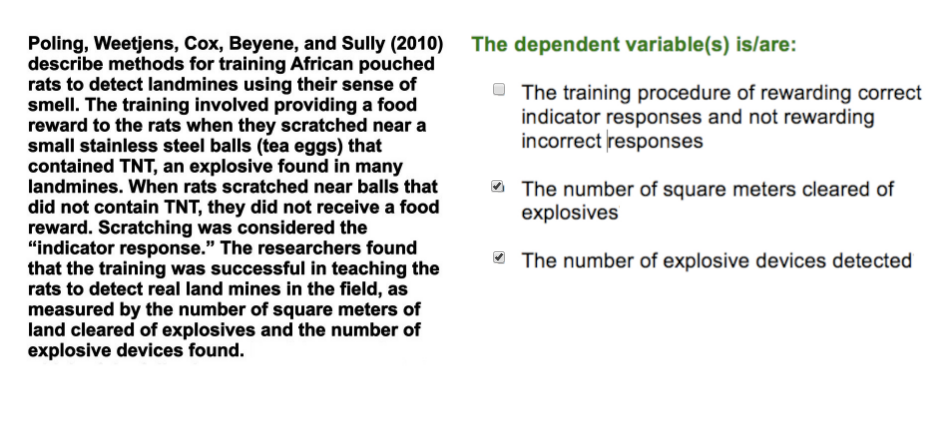 Poling, Weetjens, Cox, Beyene, and Sully (2010)
describe methods for training African pouched
rats to detect landmines using their sense of
smell. The training involved providing a food
reward to the rats when they scratched near a
small stainless steel balls (tea eggs) that
contained TNT, an explosive found in many
landmines. When rats scratched near balls that
did not contain TNT, they did not receive a food
reward. Scratching was considered the
“indicator response.” The researchers found
that the training was successful in teaching the
rats to detect real land mines in the field, as
measured by the number of square meters of
land cleared of explosives and the number of
explosive devices found.
The dependent variable(s) is/are:
The training procedure of rewarding correct
indicator responses and not rewarding
incorrect responses
The number of square meters cleared of
explosives
The number of explosive devices detected